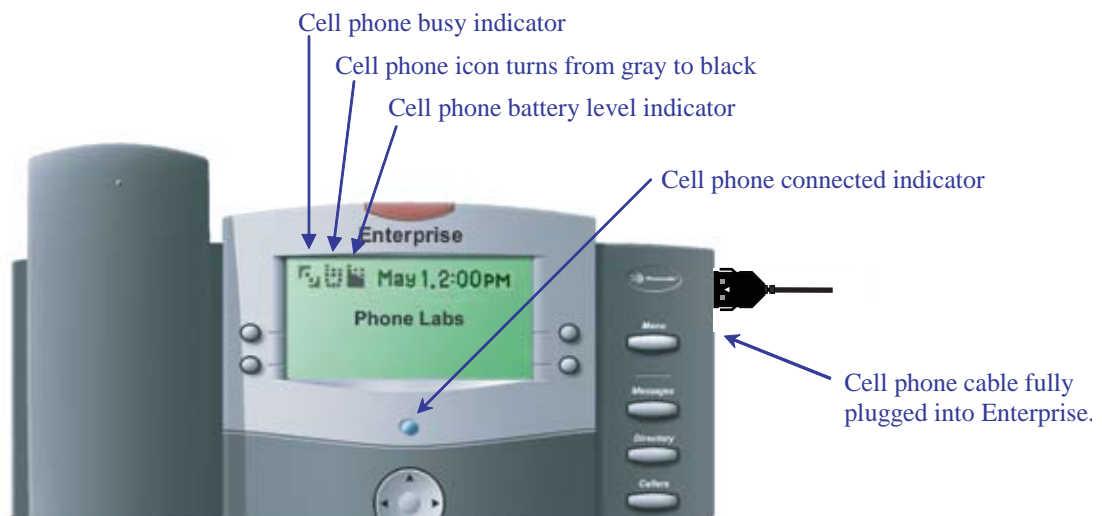 Cell phone busy indicator
Cell phone icon turns from gray to black
Cell phone battery level indicator
Cell phone connected indicator
Enterprise
May 1, 2:00PM
Phone Labs
Menu
Cell phone cable fully
plugged into Enterprise.
Messages
Directory
Callers